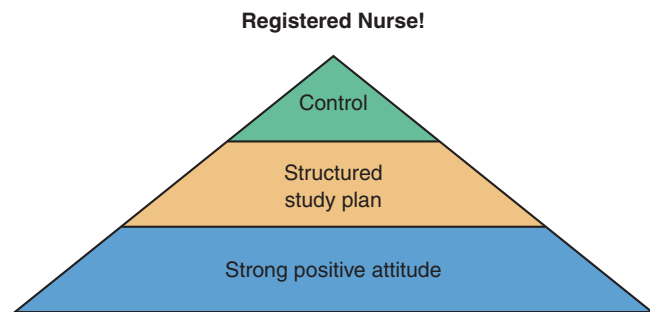 Registered Nurse!
Control
Structured
study plan
Strong positive attitude